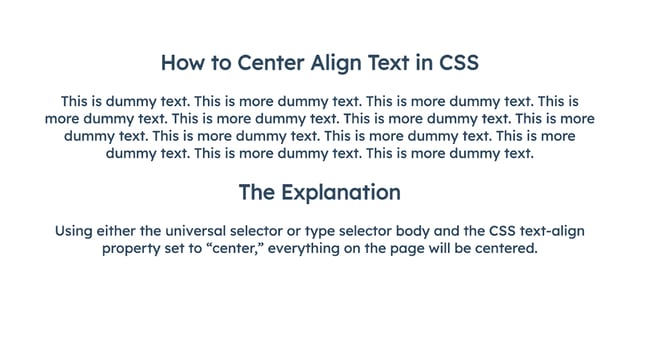 How to Center Align Text in CSS
This is dummy text. This is more dummy text. This is more dummy text. This is
more dummy text. This is more dummy text. This is more dummy text. This is more
dummy text. This is more dummy text. This is more dummy text. This is more
dummy text. This is more dummy text. This is more dummy text.
The Explanation
Using either the universal selector or type selector body and the CSS text-align
property set to “center,” everything on the page will be centered.